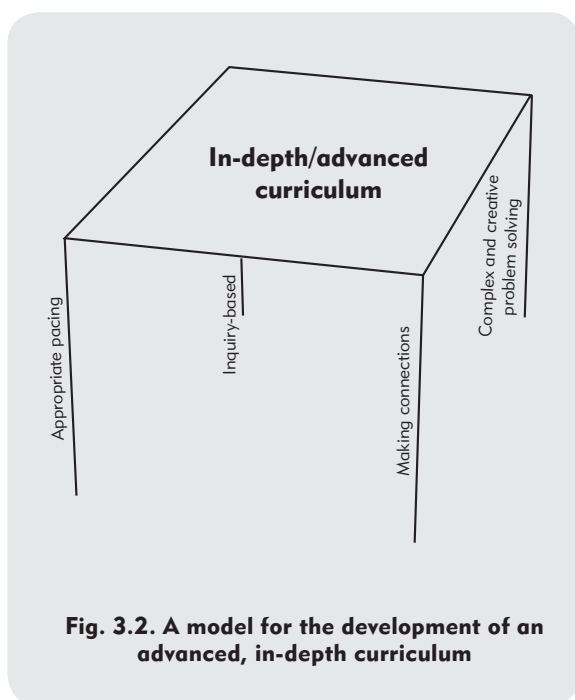 In-depth/advanced
curriculum
Appropriate pacing
Inquiry-based
Making connections
Complex and creative
problem solving
Fig. 3.2. A model for the development of an
advanced, in-depth curriculum